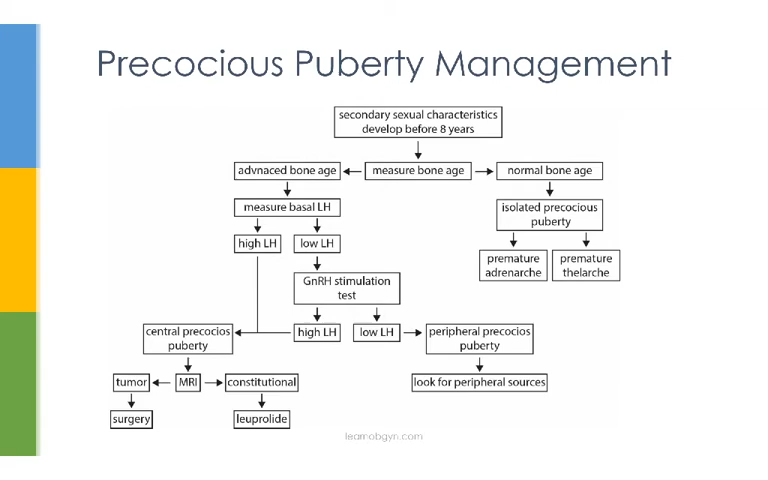 Precocious Puberty Management
secondary sexual characteristics
develop before 8 years
advnaced bone age
measure bone age
normal bone age
measure basal LH
isolated precocious
puberty
high LH
low LH
premature
adrenarche
premature
thelarche
GnRH stimulation
test
central precocios
puberty
high LH
low LH
peripheral precocios
puberty
tumor
MRI
constitutional
look for peripheral sources
surgery
leuprolide
learnobgyn.com